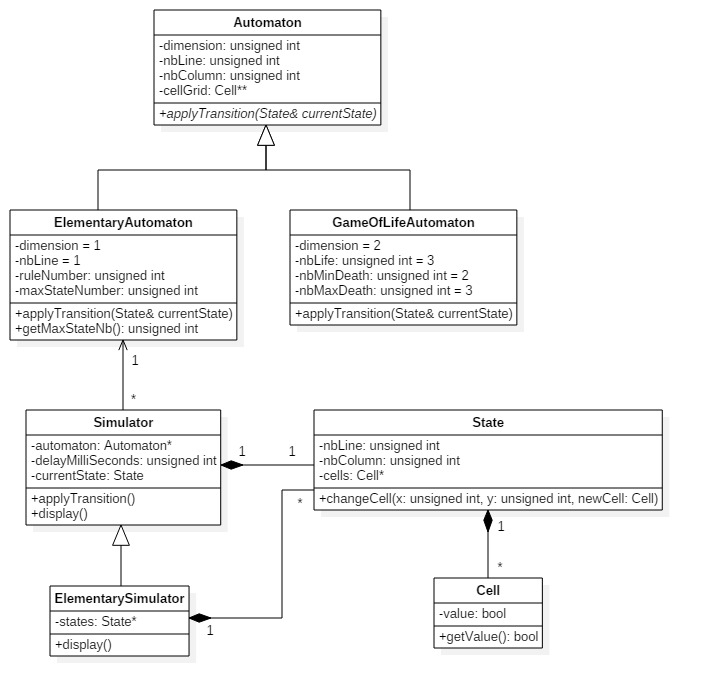 Automaton
-dimension: unsigned int
-nbLine: unsigned int
-nbColumn: unsigned int
-cellGrid: Cell**
+applyTransition(State& currentState)
ElementaryAutomaton
-dimension = 1
-nbLine = 1
-ruleNumber: unsigned int
-maxStateNumber: unsigned int
+applyTransition(State& currentState)
+getMaxStateNb(): unsigned int
GameOfLifeAutomaton
-dimension = 2
-nbLife: unsigned int = 3
-nbMinDeath: unsigned int = 2
-nbMaxDeath: unsigned int = 3
+applyTransition(State& currentState)
1
*
Simulator
-automaton: Automaton*
-delayMilliSeconds: unsigned int
-currentState: State
+applyTransition()
+display()
1
1
*
State
-nbLine: unsigned int
-nbColumn: unsigned int
-cells: Cell*
+changeCell(x: unsigned int, y: unsigned int, newCell: Cell)
1
*
ElementarySimulator
-states: State*
+display()
1
Cell
-value: bool
+getValue(): bool